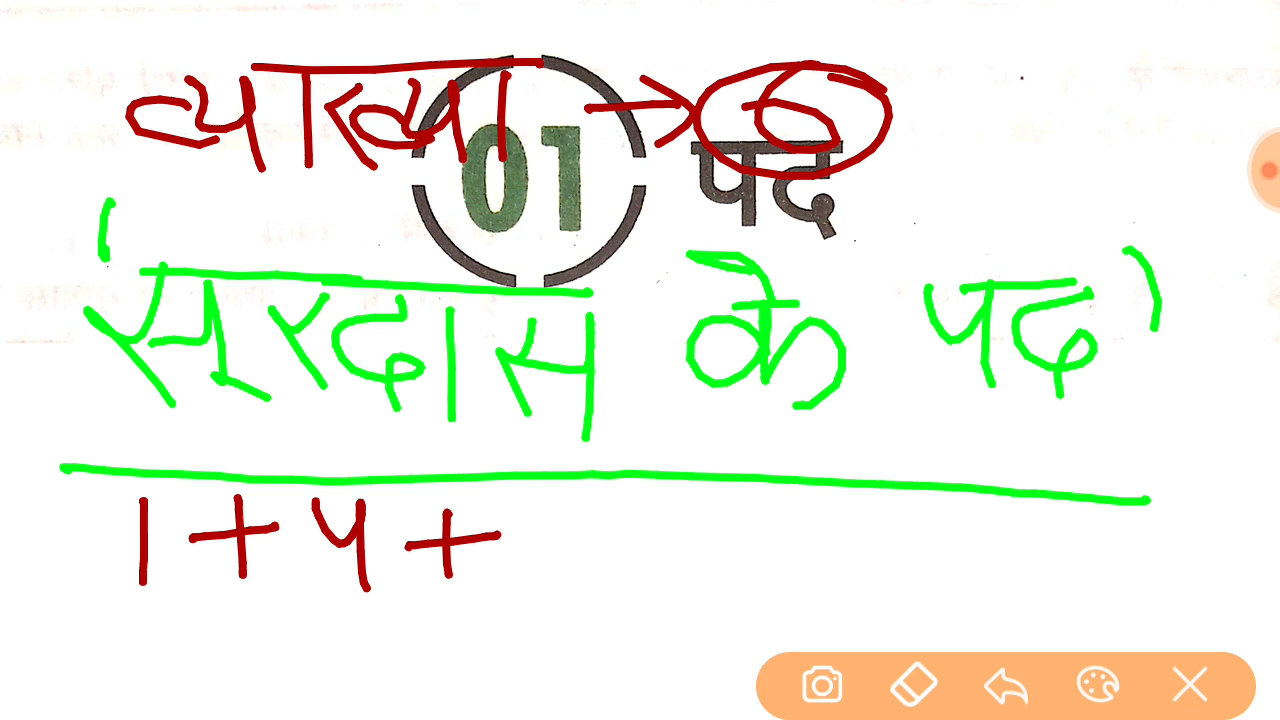 व्याख्या → 6
01 पद
'सूरदास के पद'
1 + 4 +